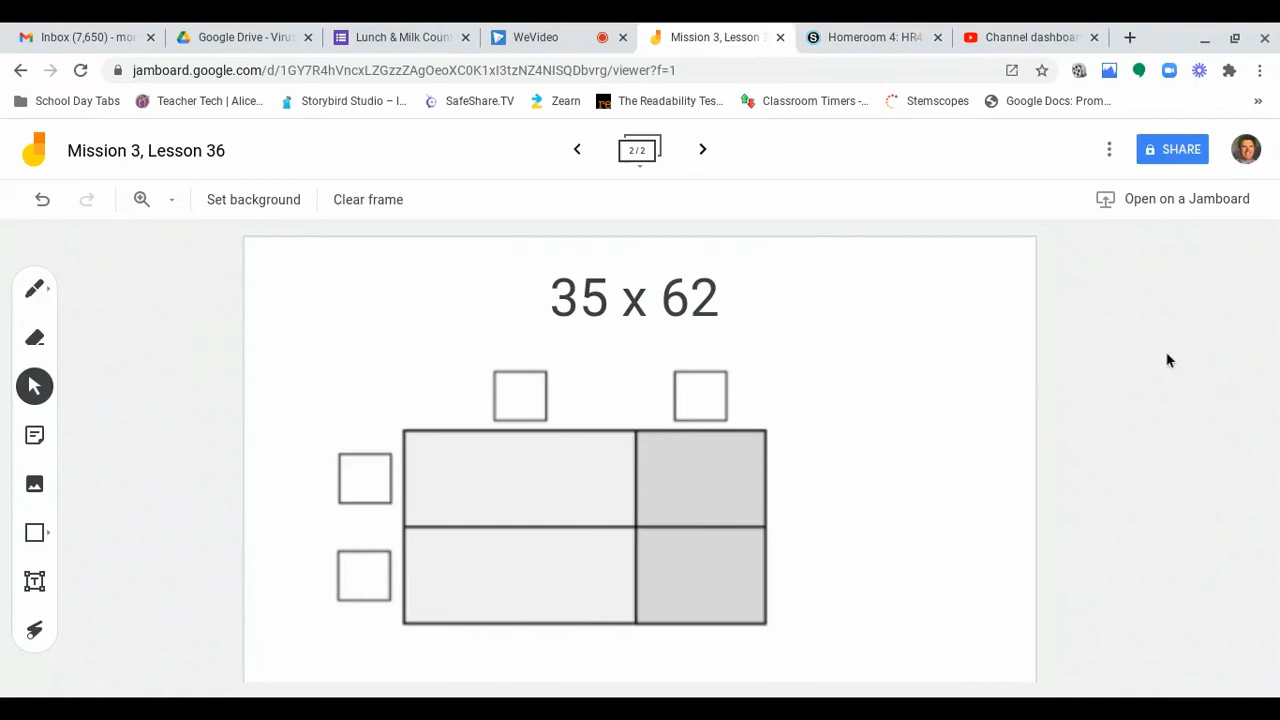 Inbox (7,650) - mor
Google Drive - Virus
Lunch & Milk Coun
WeVideo
Mission 3, Lesson 3
Homeroom 4: HR4
Channel dashboar
jamboard.google.com/d/1GY7R4hVncxLZGzzZAgOeoXC0K1xI3tzNZ4NISQDbvrg/viewer?f=1
School Day Tabs
Teacher Tech | Alice...
Storybird Studio – I...
SafeShare.TV
Zearn
The Readability Tes...
Classroom Timers -...
Stemscopes
Google Docs: Prom...
»
Mission 3, Lesson 36
2 / 2
SHARE
Set background
Clear frame
Open on a Jamboard
35 x 62